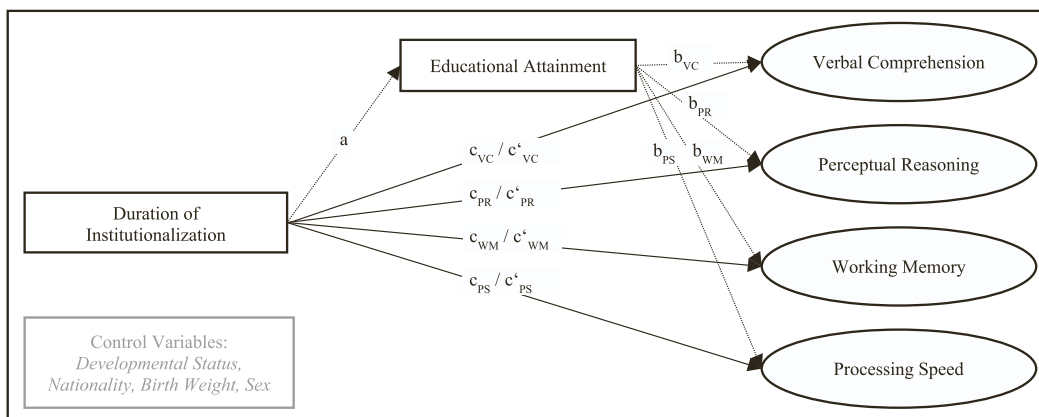 Educational Attainment
Verbal Comprehension
b_VC
b_PR
a
c_VC / c‘_VC
b_PS
b_WM
Perceptual Reasoning
c_PR / c‘_PR
Duration of
Institutionalization
c_WM / c‘_WM
Working Memory
c_PS / c‘_PS
Control Variables:
Developmental Status,
Nationality, Birth Weight, Sex
Processing Speed